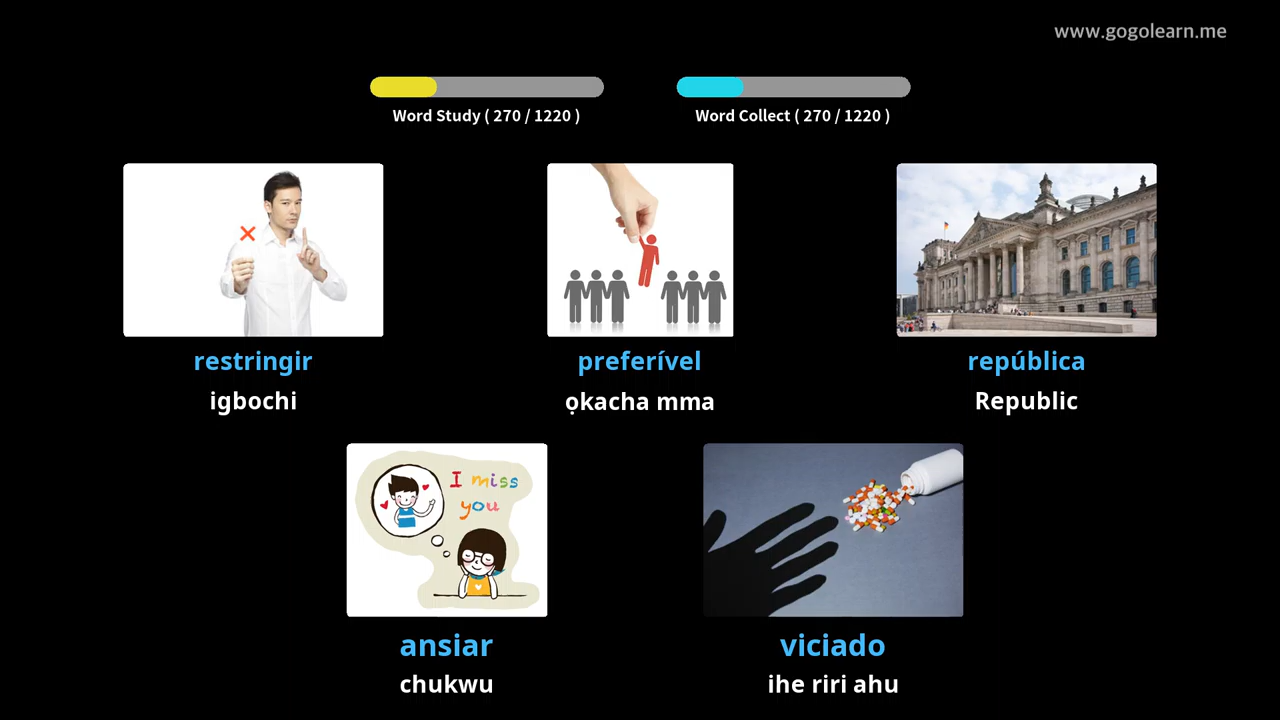 www.gogolearn.me
Word Study ( 270 / 1220 )
Word Collect ( 270 / 1220 )
restringir
igbochi
preferível
ọkacha mma
república
Republic
I miss
you
ansiar
chukwu
viciado
ihe riri ahu